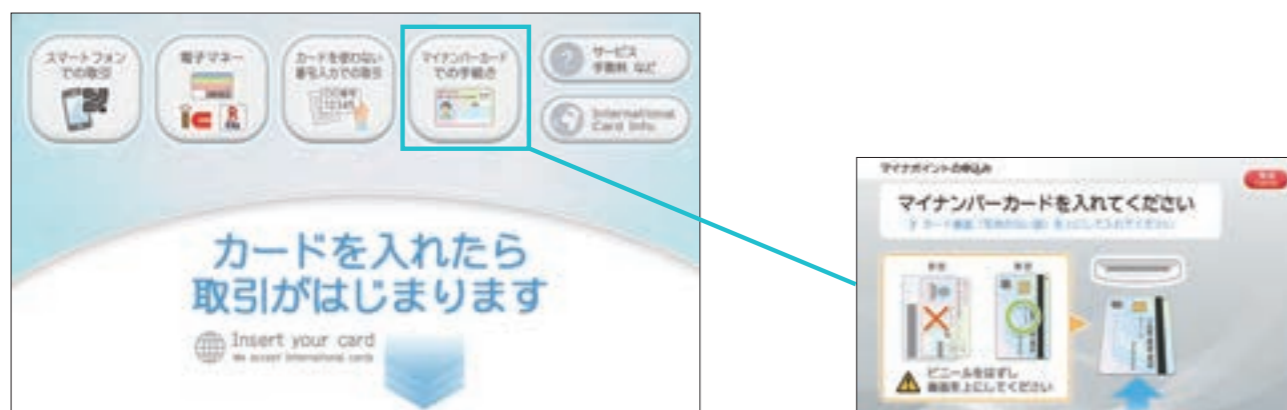 スマートフォン
での取引
電子マネー
カードを使わない
番号入力での取引
12345
マイナンバーカード
での手続き
サービス
手数料 など
International
Card Info.
カードを入れたら
取引がはじまります
Insert your card
We accept international cards
マイナポイントの申込み
マイナンバーカードを入れてください
ビニールをはずし
裏面を上にしてください